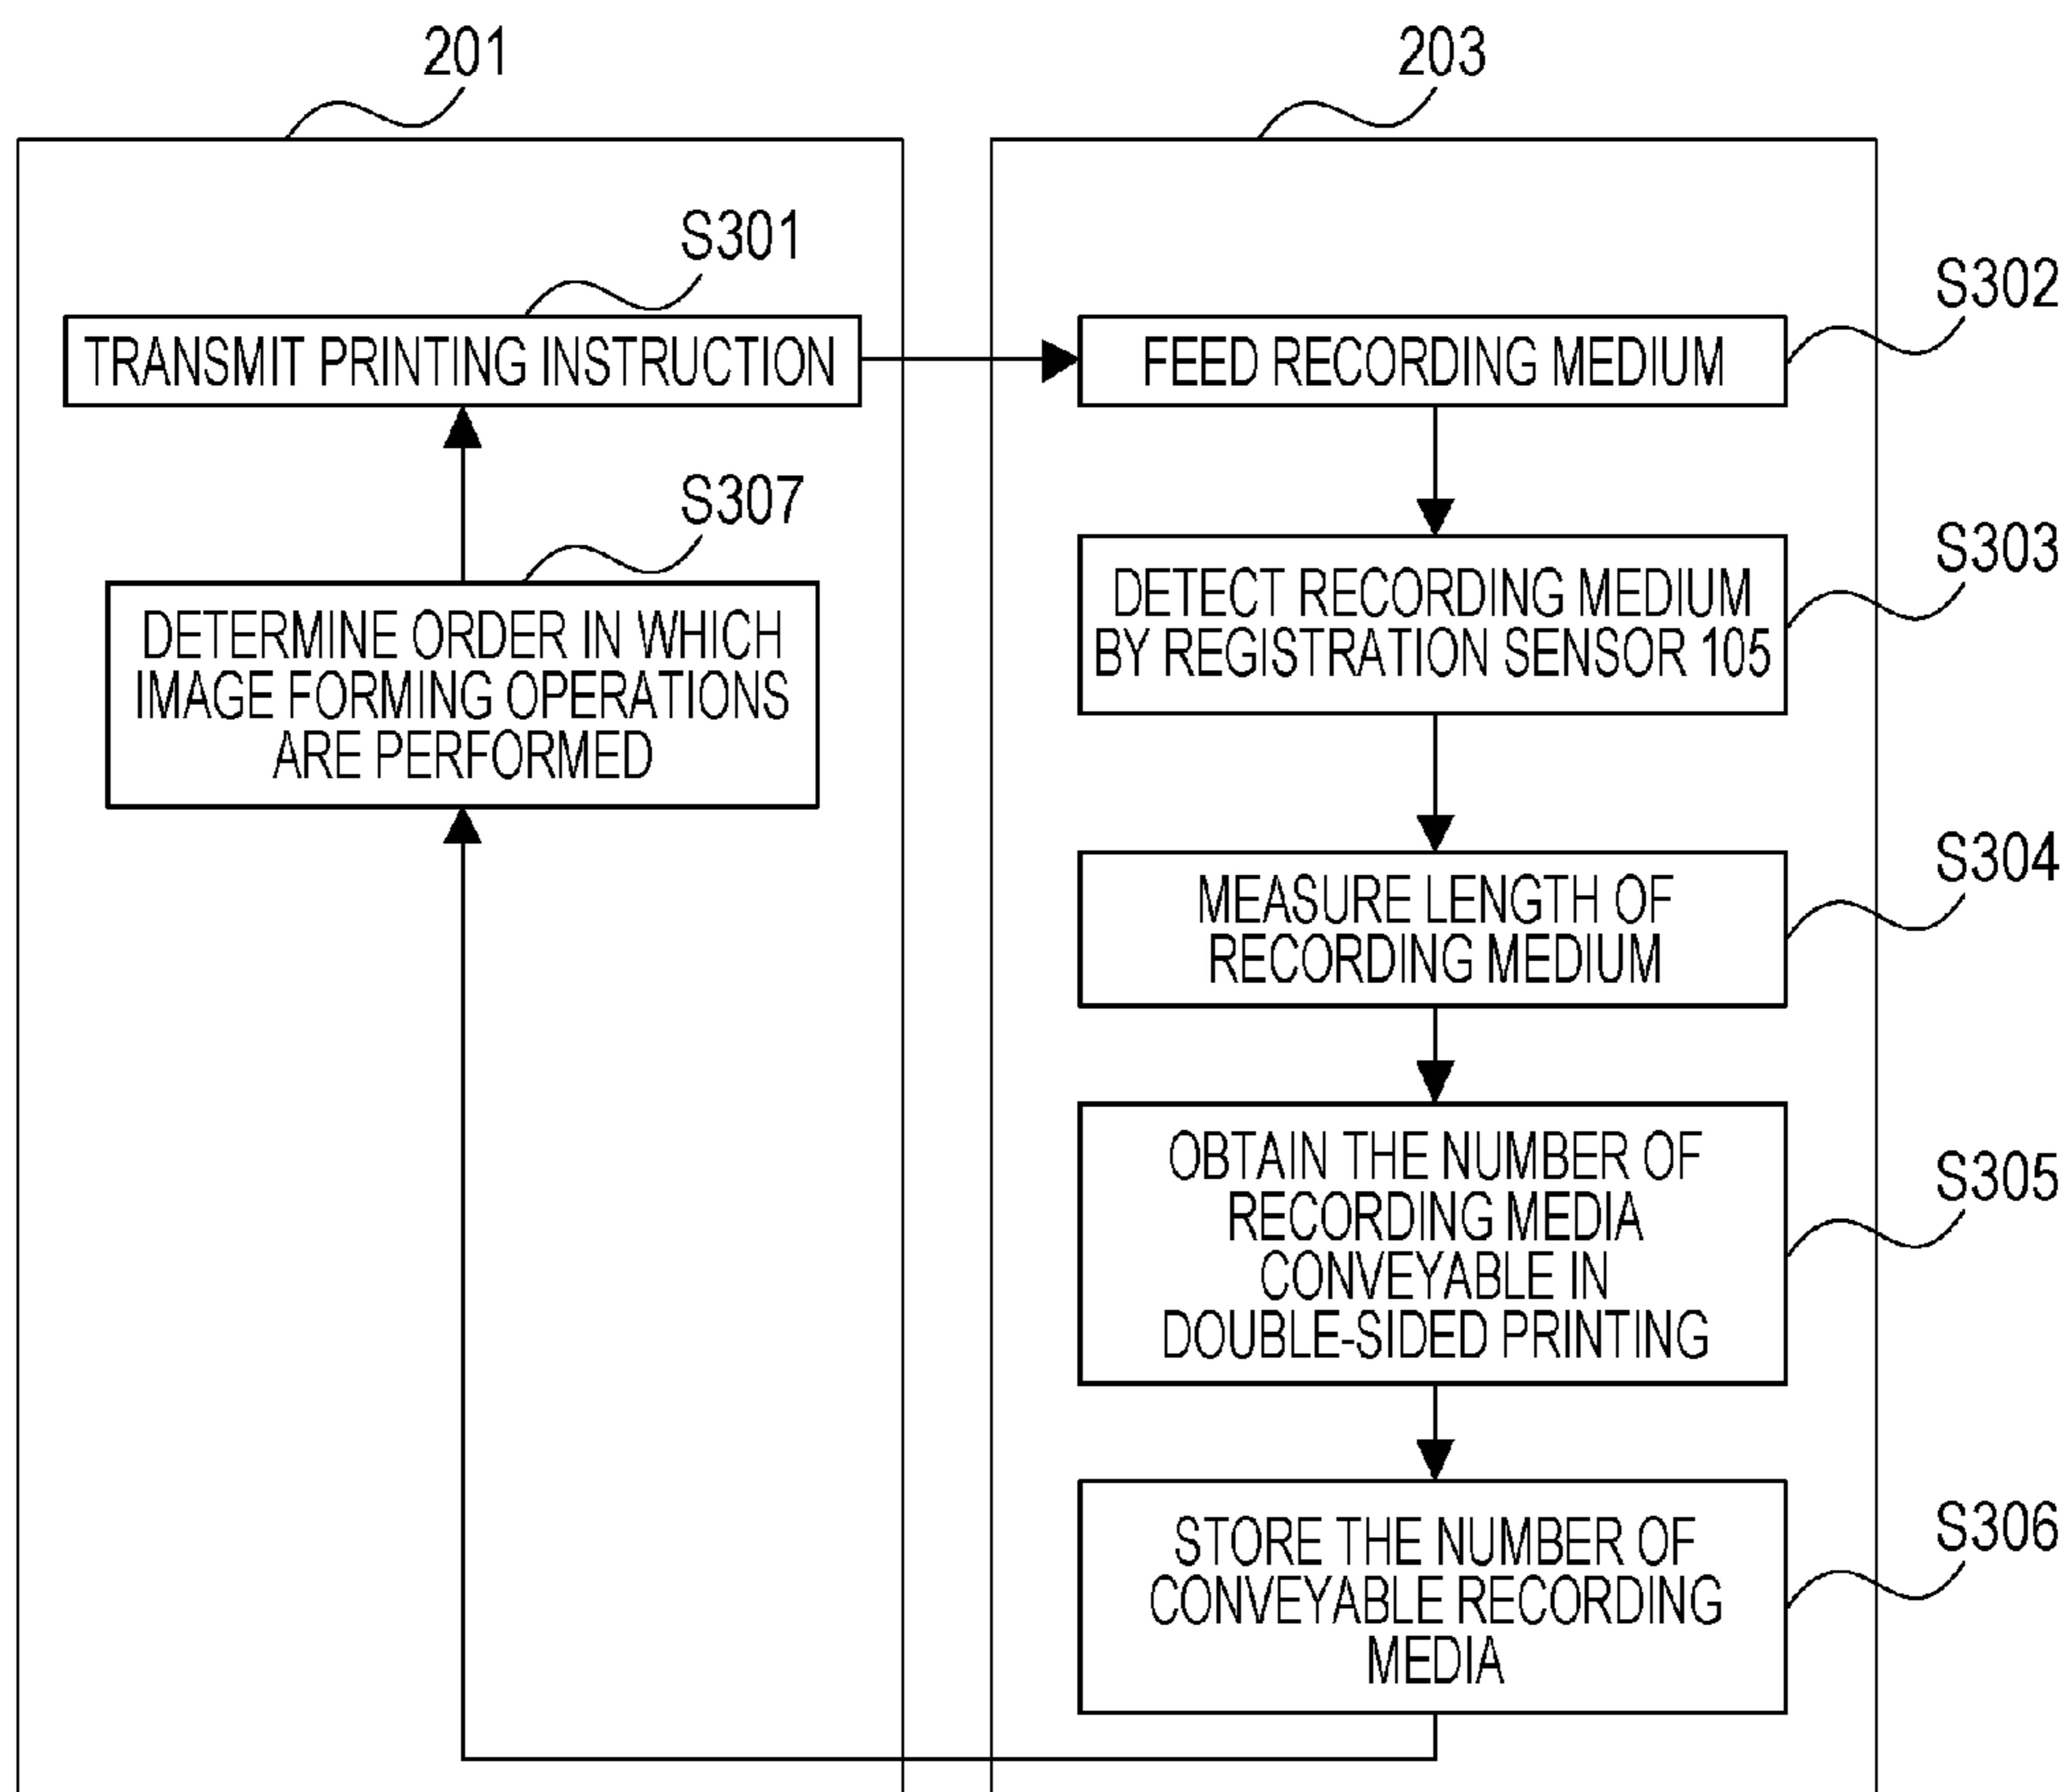 201
203
S301
TRANSMIT PRINTING INSTRUCTION
S307
DETERMINE ORDER IN WHICH
IMAGE FORMING OPERATIONS
ARE PERFORMED
S302
FEED RECORDING MEDIUM
S303
DETECT RECORDING MEDIUM
BY REGISTRATION SENSOR 105
S304
MEASURE LENGTH OF
RECORDING MEDIUM
S305
OBTAIN THE NUMBER OF
RECORDING MEDIA
CONVEYABLE IN
DOUBLE-SIDED PRINTING
S306
STORE THE NUMBER OF
CONVEYABLE RECORDING
MEDIA